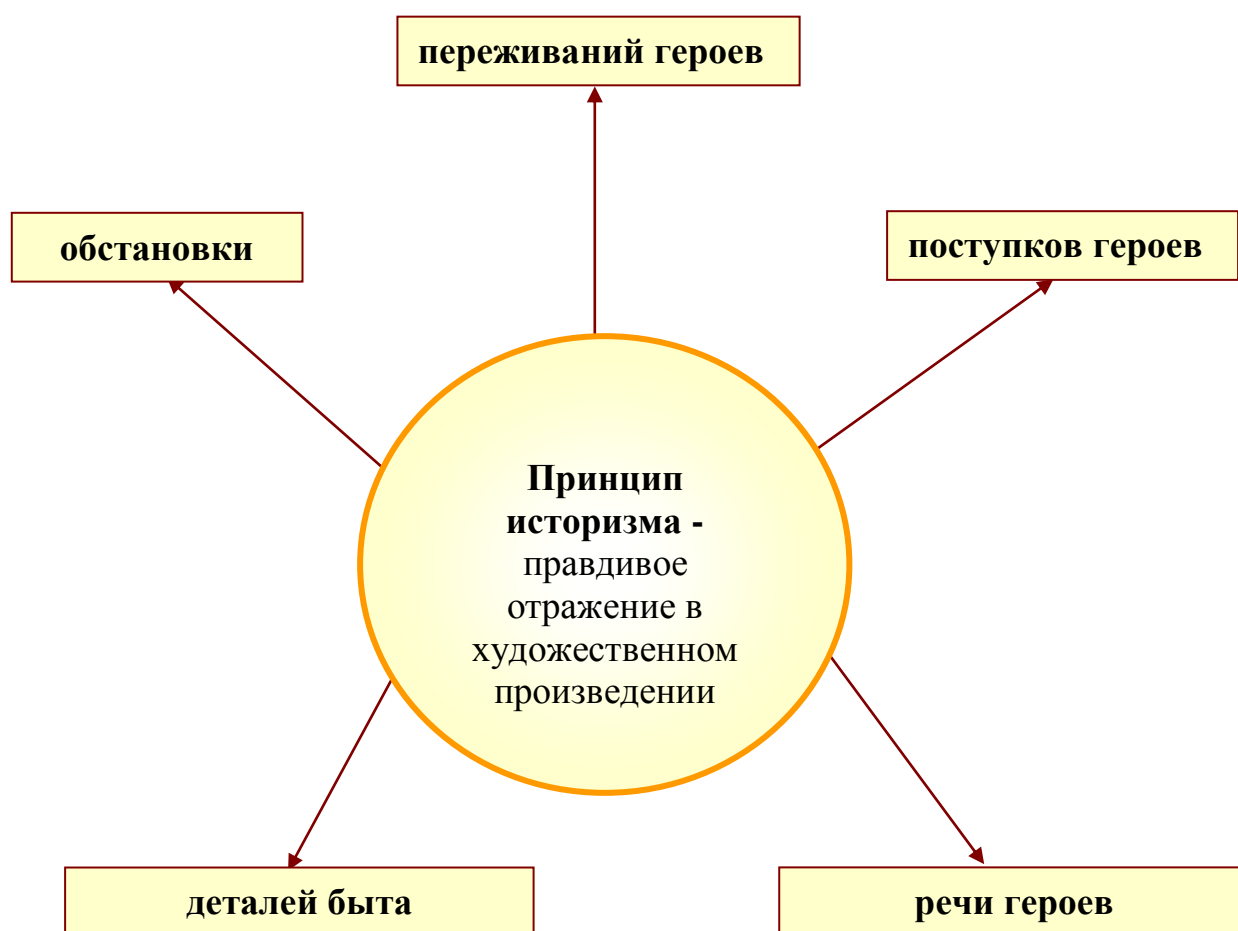 переживаний героев
обстановки
поступков героев
Принцип
историзма -
правдивое
отражение в
художественном
произведении
деталей быта
речи героев